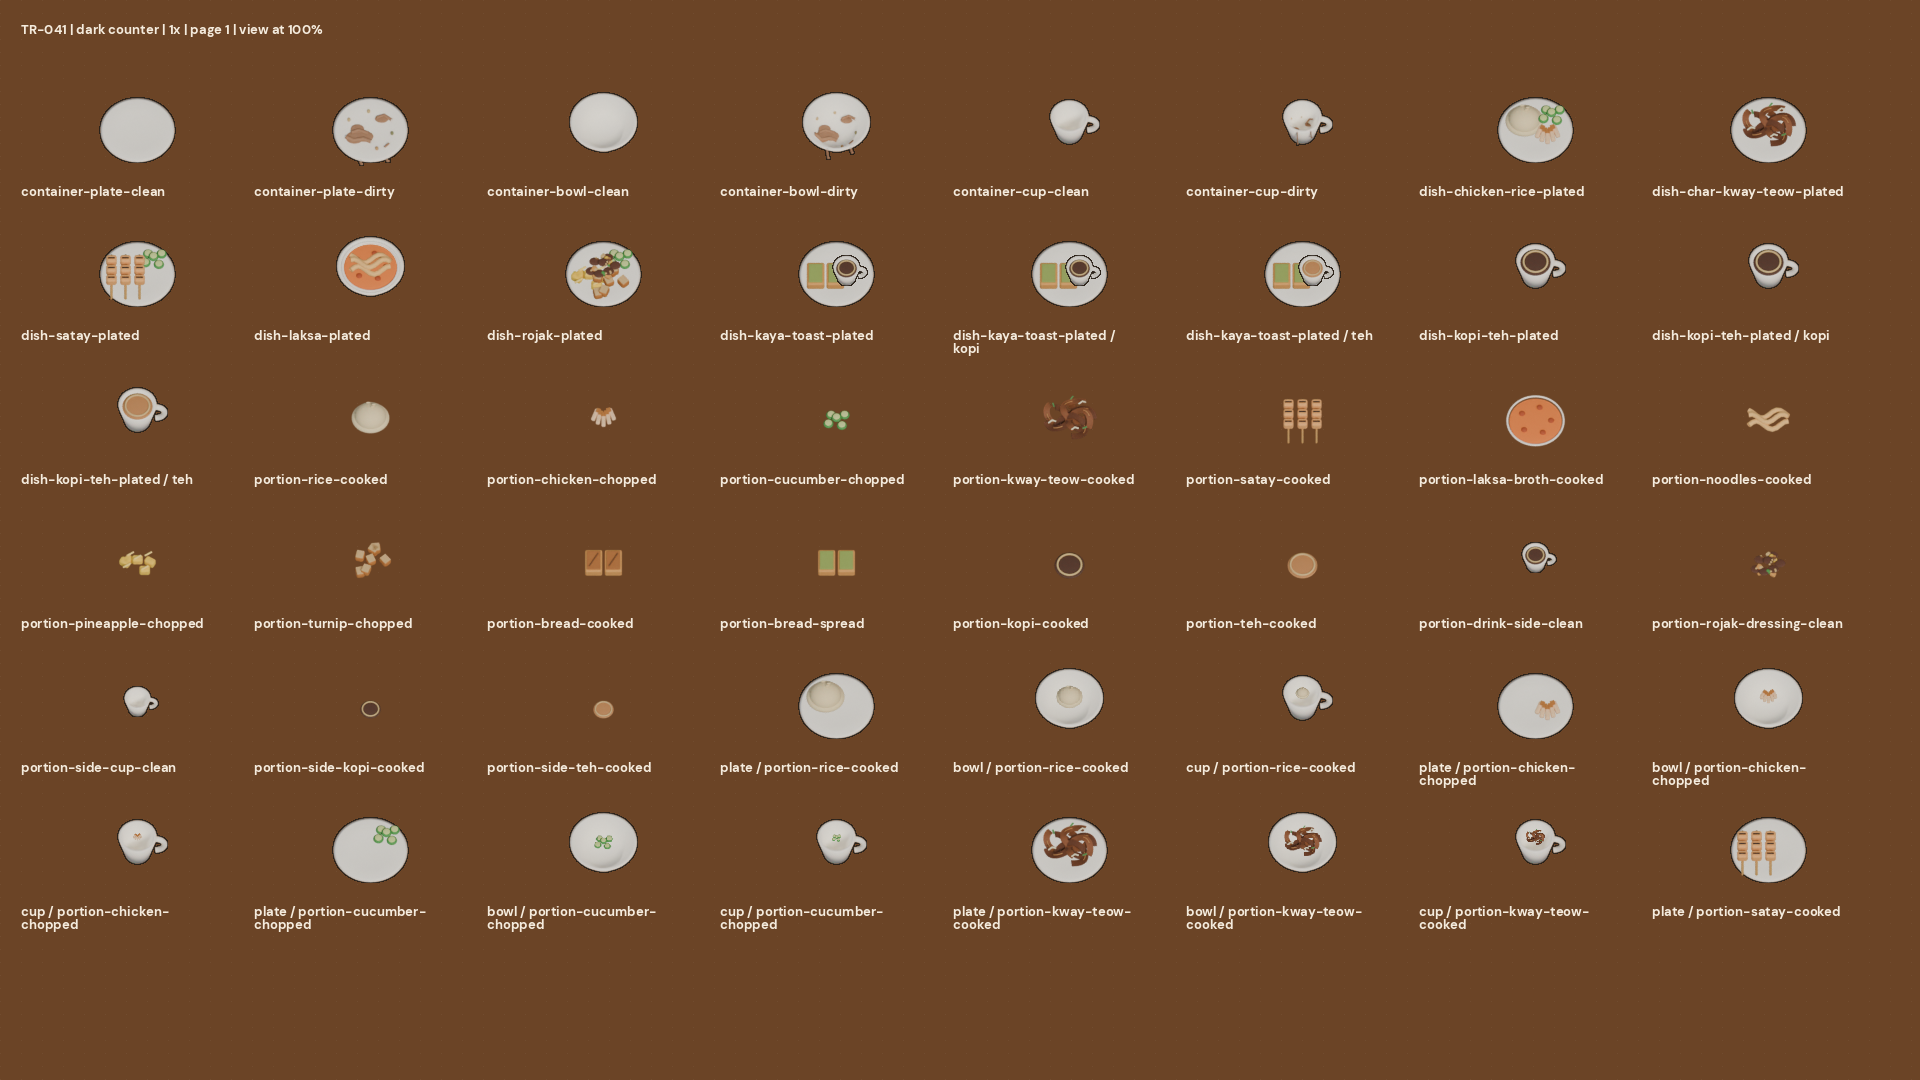 TR-041 | dark counter | 1x | page 1 | view at 100%
container-plate-clean
container-plate-dirty
container-bowl-clean
container-bowl-dirty
container-cup-clean
container-cup-dirty
dish-chicken-rice-plated
dish-char-kway-teow-plated
dish-satay-plated
dish-laksa-plated
dish-rojak-plated
dish-kaya-toast-plated
dish-kaya-toast-plated /
kopi
dish-kaya-toast-plated / teh
dish-kopi-teh-plated
dish-kopi-teh-plated / kopi
dish-kopi-teh-plated / teh
portion-rice-cooked
portion-chicken-chopped
portion-cucumber-chopped
portion-kway-teow-cooked
portion-satay-cooked
portion-laksa-broth-cooked
portion-noodles-cooked
portion-pineapple-chopped
portion-turnip-chopped
portion-bread-cooked
portion-bread-spread
portion-kopi-cooked
portion-teh-cooked
portion-drink-side-clean
portion-rojak-dressing-clean
portion-side-cup-clean
portion-side-kopi-cooked
portion-side-teh-cooked
plate / portion-rice-cooked
bowl / portion-rice-cooked
cup / portion-rice-cooked
plate / portion-chicken-
chopped
bowl / portion-chicken-
chopped
cup / portion-chicken-
chopped
plate / portion-cucumber-
chopped
bowl / portion-cucumber-
chopped
cup / portion-cucumber-
chopped
plate / portion-kway-teow-
cooked
bowl / portion-kway-teow-
cooked
cup / portion-kway-teow-
cooked
plate / portion-satay-cooked